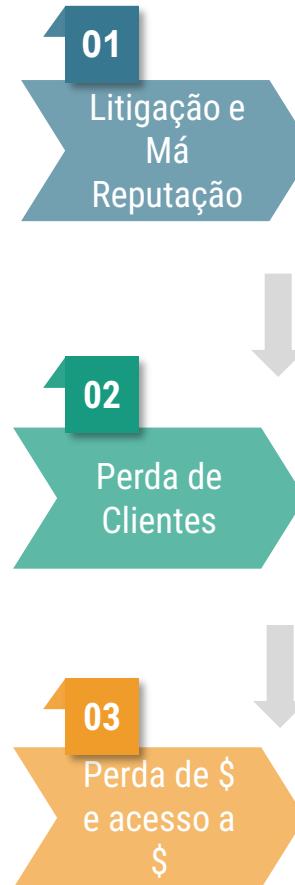 01
Litigação e
Má
Reputação
02
Perda de
Clientes
03
Perda de $
e acesso a
$